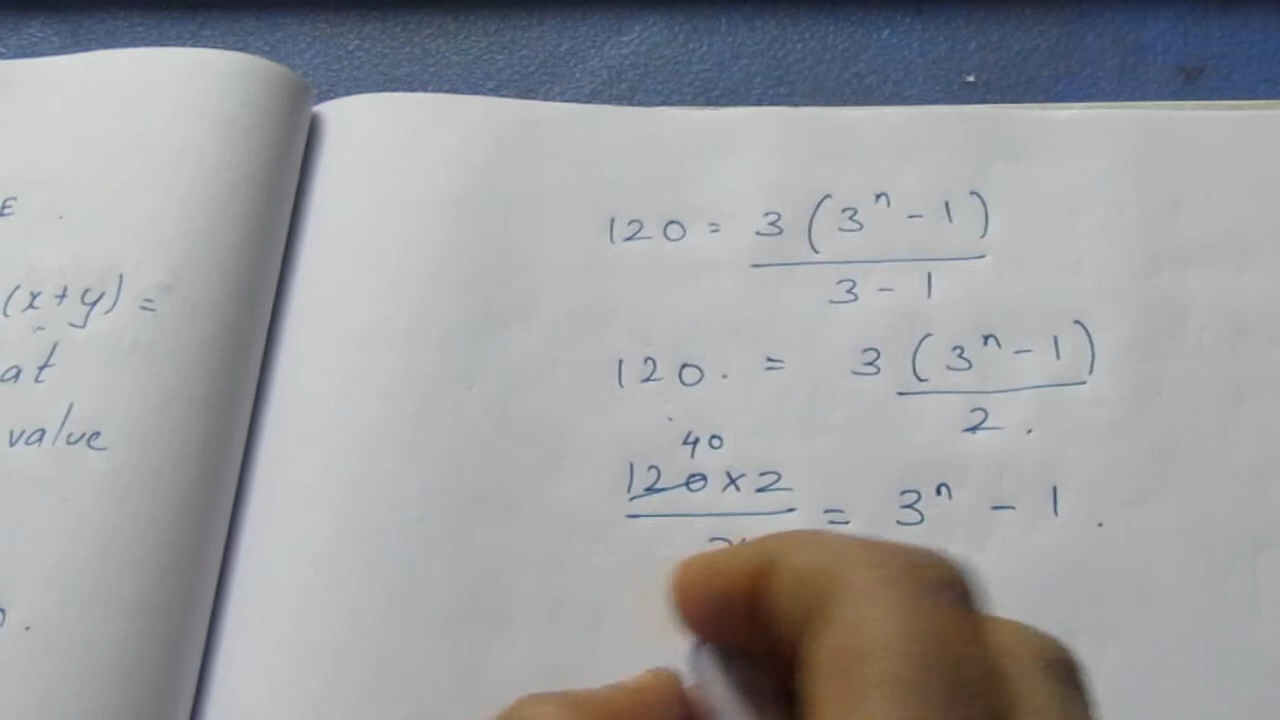 E .
(x+y) =
at
value
120 = 3 (3ⁿ - 1)
3 - 1
120. = 3 (3ⁿ - 1)
2 .
40
120 x 2 = 3ⁿ - 1 .